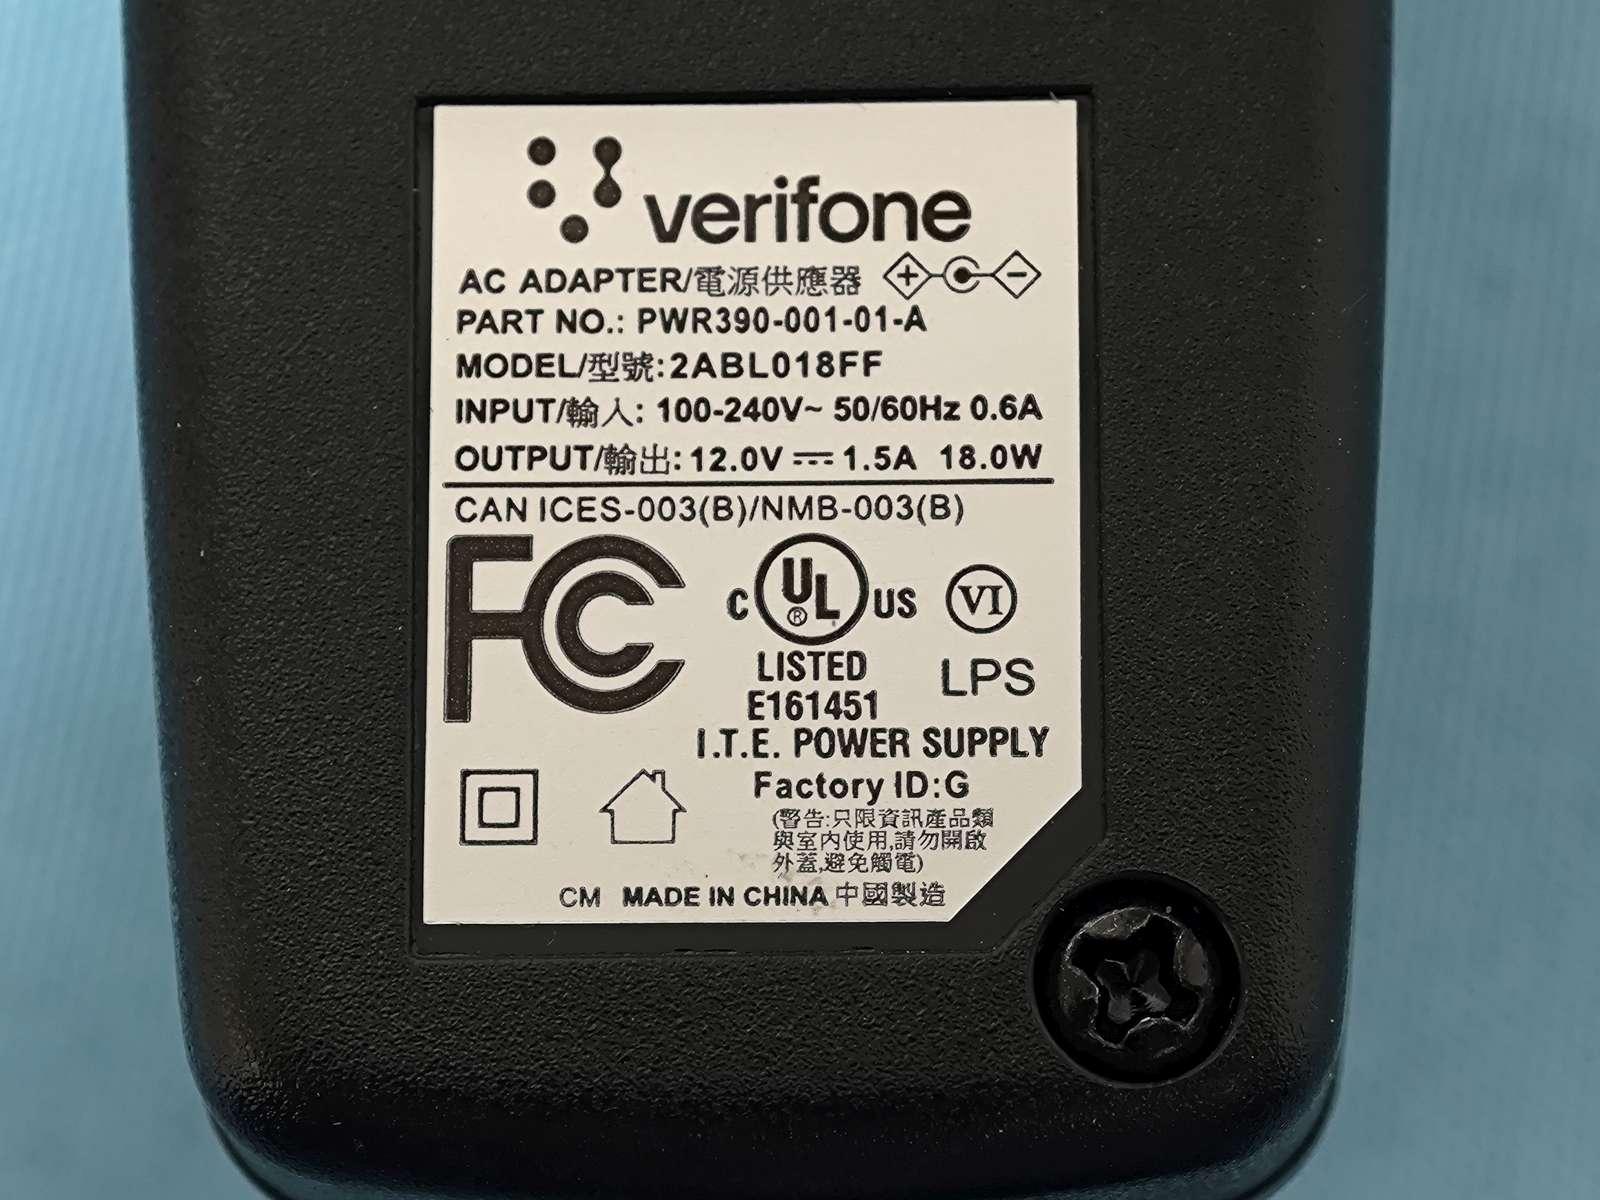 verifone
AC ADAPTER/電源供應器
PART NO.: PWR390-001-01-A
MODEL/型號:2ABL018FF
INPUT/輸入: 100-240V~ 50/60Hz 0.6A
OUTPUT/輸出:12.0V ⎓ 1.5A 18.0W
CAN ICES-003(B)/NMB-003(B)
FC
C UL® US VI
LISTED LPS
E161451
I.T.E. POWER SUPPLY
Factory ID:G
(警告:只限資訊產品類
與室內使用,請勿開啟
外蓋,避免觸電)
CM MADE IN CHINA 中國製造